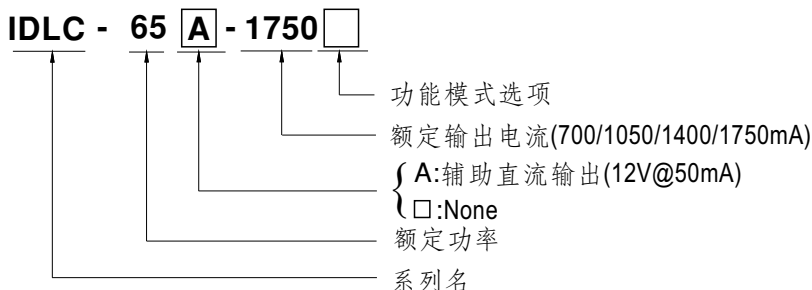 IDLC - 65 A - 1750 □
功能模式选项
额定输出电流(700/1050/1400/1750mA)
A:辅助直流输出(12V@50mA)
□:None
额定功率
系列名